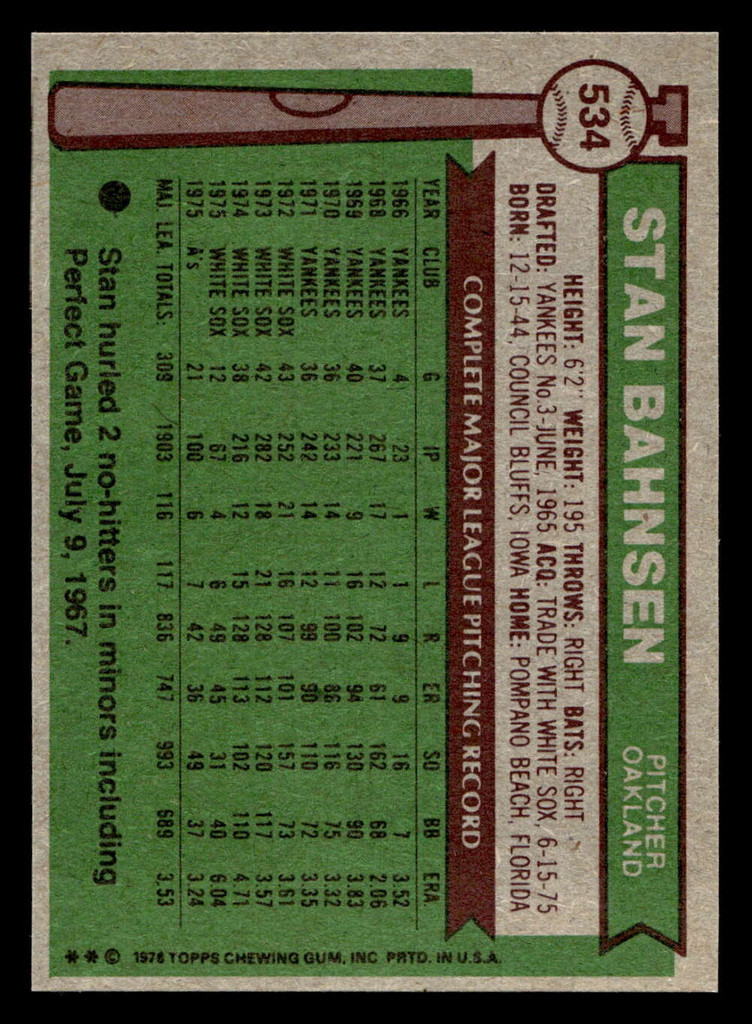 534
STAN BAHNSEN
PITCHER
OAKLAND
HEIGHT: 6'2" WEIGHT: 195 THROWS: RIGHT BATS: RIGHT
DRAFTED: YANKEES No.3-JUNE, 1965 ACQ: TRADE WITH WHITE SOX, 6-15-75
BORN: 12-15-44, COUNCIL BLUFFS, IOWA HOME: POMPANO BEACH, FLORIDA
COMPLETE MAJOR LEAGUE PITCHING RECORD
YEAR CLUB G IP W L R ER SO BB ERA.
1966 YANKEES 4 23 1 1 9 9 16 7 3.52
1968 YANKEES 37 267 17 12 72 61 162 68 2.06
1969 YANKEES 40 221 9 16 102 94 130 90 3.83
1970 YANKEES 36 233 14 11 100 86 116 75 3.32
1971 YANKEES 36 242 14 12 99 90 110 72 3.35
1972 WHITE SOX 43 252 21 16 107 101 157 73 3.61
1973 WHITE SOX 42 282 18 21 128 112 120 117 3.57
1974 WHITE SOX 38 216 12 15 128 113 102 110 4.71
1975 WHITE SOX 12 67 4 6 49 45 31 40 6.04
1975 A's 21 100 6 7 42 36 49 37 3.24
MAJ. LEA. TOTALS: 309 1903 116 117 836 747 993 689 3.53
Stan hurled 2 no-hitters in minors including
Perfect Game, July 9, 1967.
** © 1976 TOPPS CHEWING GUM, INC. PRTD. IN U.S.A.